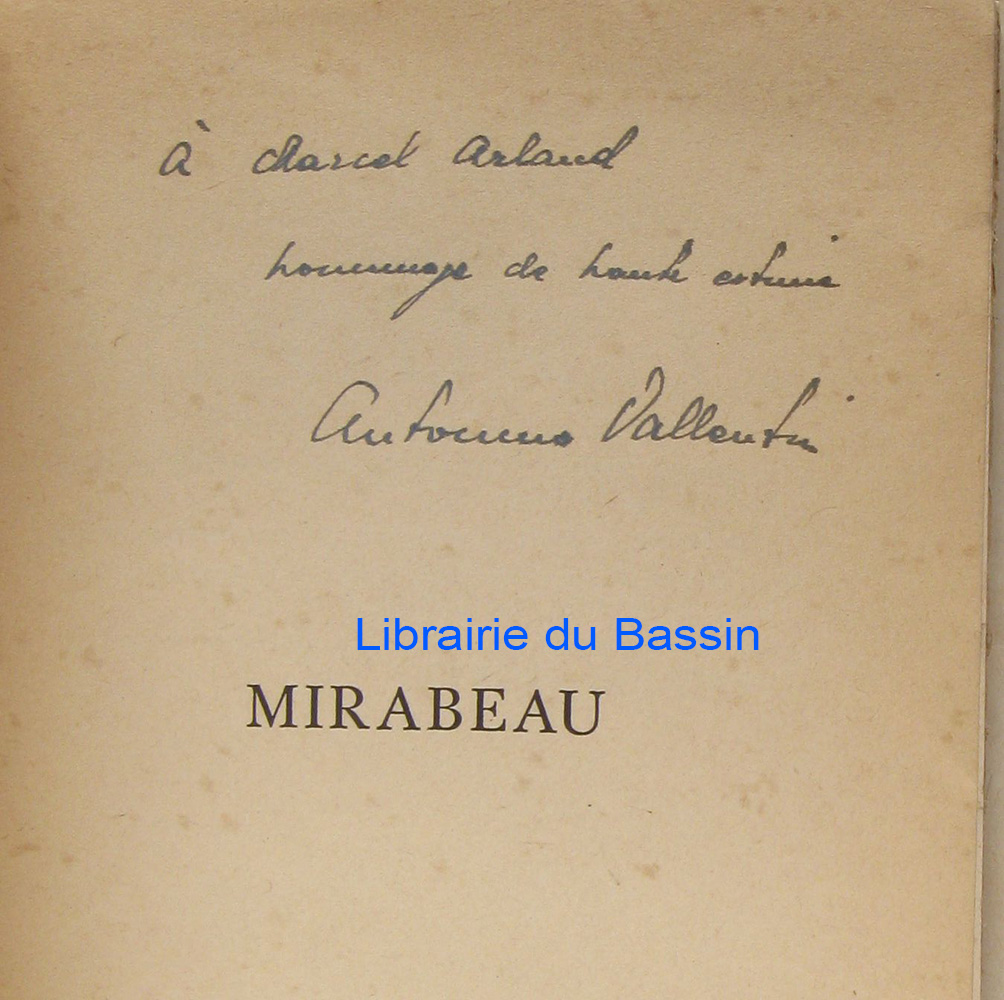 À Marcel Arland
hommage de haute estime
Antonina Vallentin
Librairie du Bassin
MIRABEAU